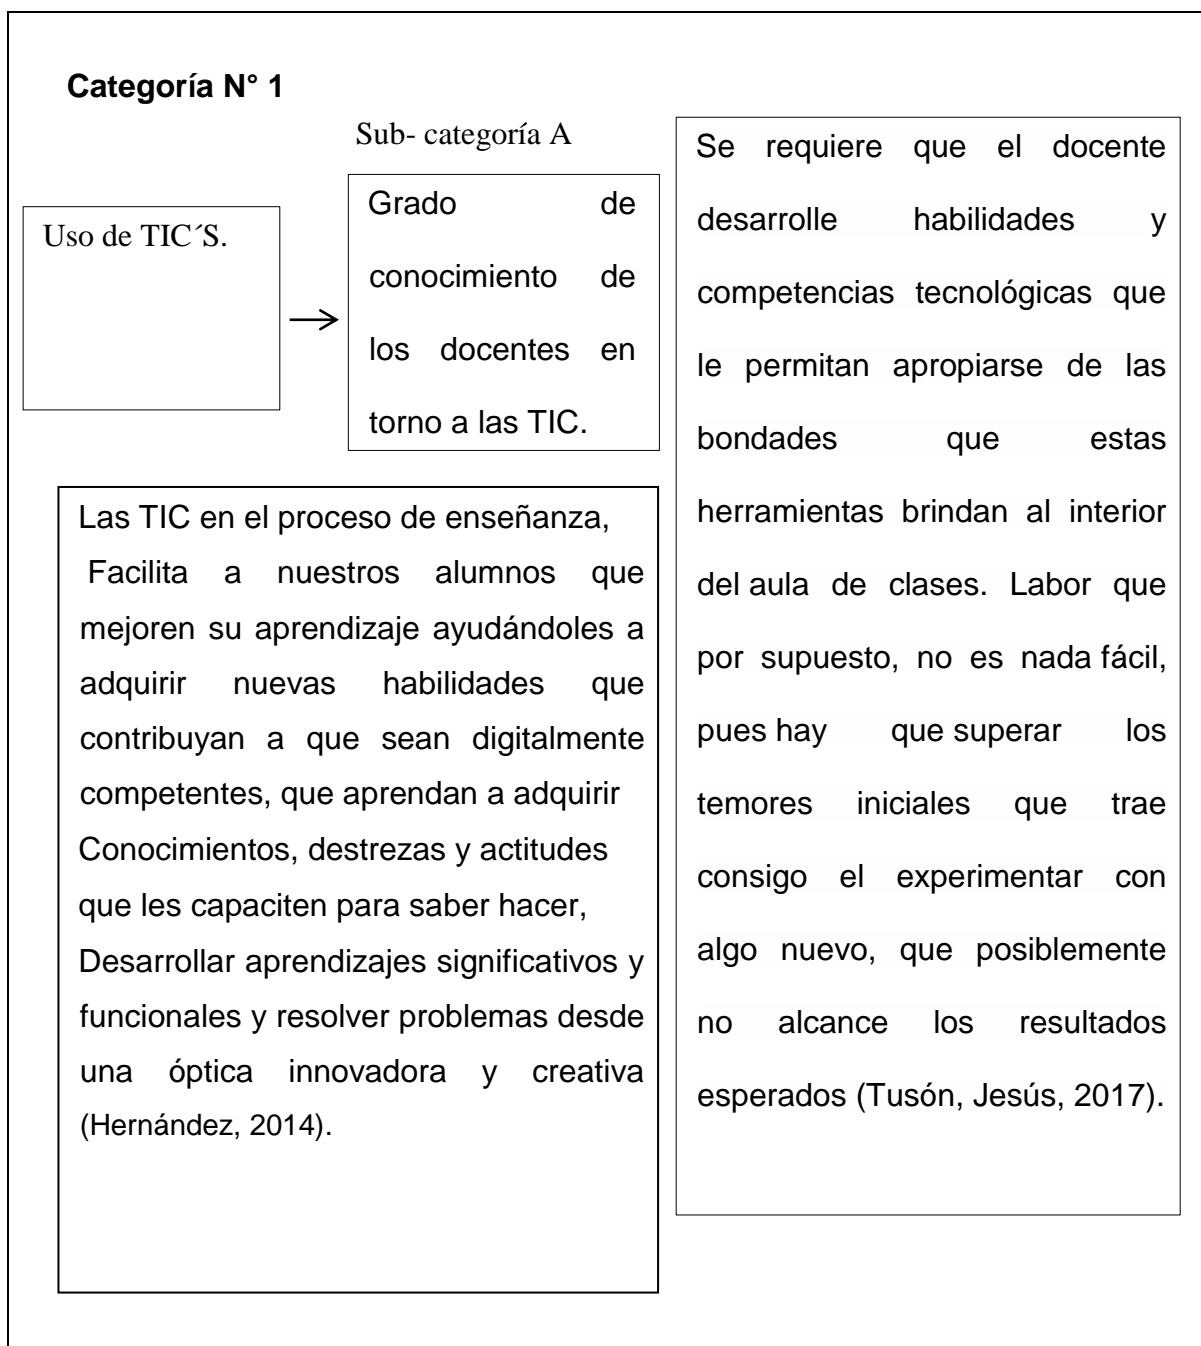 Categoría N° 1
Sub- categoría A
Uso de TIC´S.
Grado de
conocimiento de
los docentes en
torno a las TIC.
Se requiere que el docente
desarrolle habilidades y
competencias tecnológicas que
le permitan apropiarse de las
bondades que estas
herramientas brindan al interior
del aula de clases. Labor que
por supuesto, no es nada fácil,
pues hay que superar los
temores iniciales que trae
consigo el experimentar con
algo nuevo, que posiblemente
no alcance los resultados
esperados (Tusón, Jesús, 2017).
Las TIC en el proceso de enseñanza,
Facilita a nuestros alumnos que
mejoren su aprendizaje ayudándoles a
adquirir nuevas habilidades que
contribuyan a que sean digitalmente
competentes, que aprendan a adquirir
Conocimientos, destrezas y actitudes
que les capaciten para saber hacer,
Desarrollar aprendizajes significativos y
funcionales y resolver problemas desde
una óptica innovadora y creativa
(Hernández, 2014).